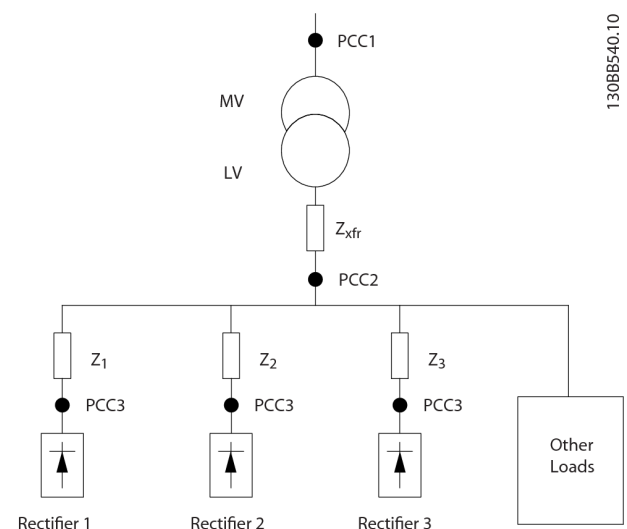 130BB540.10
PCC1
MV
LV
Zxfr
PCC2
Z1
Z2
Z3
PCC3
PCC3
PCC3
Other
Loads
Rectifier 1
Rectifier 2
Rectifier 3